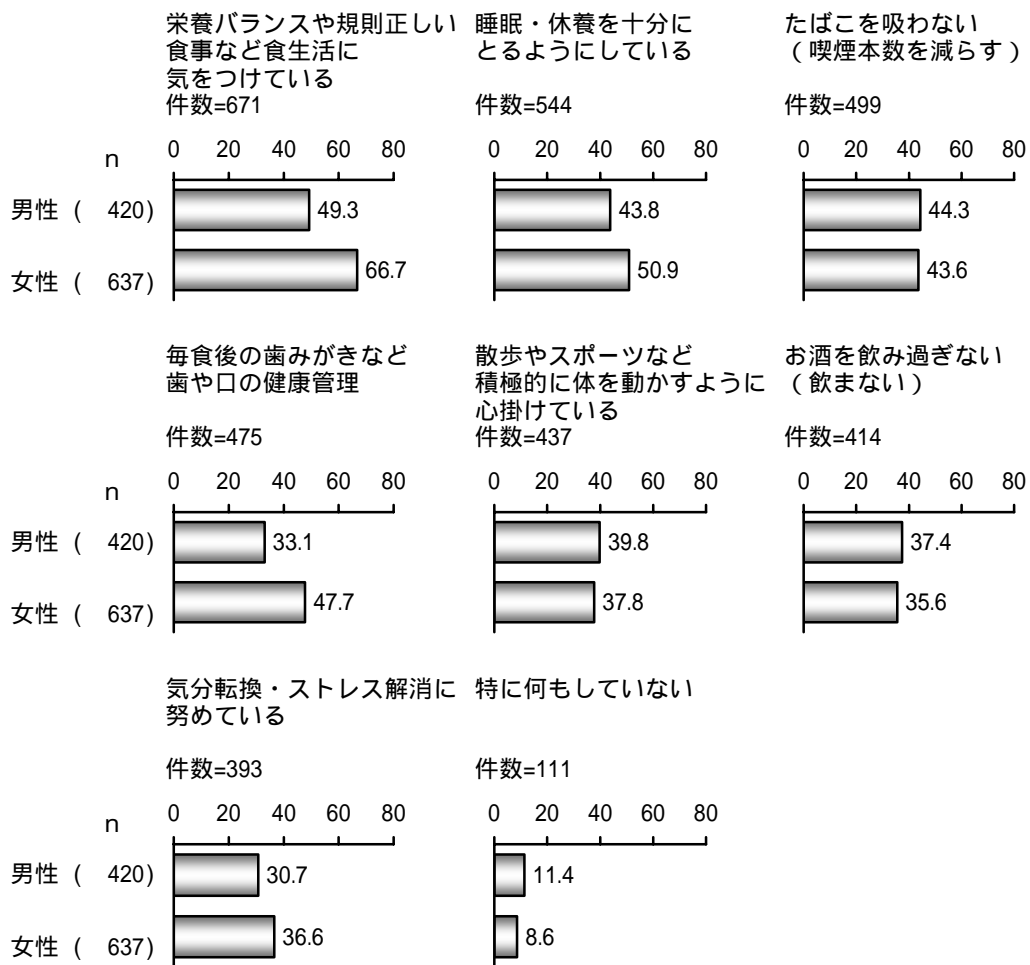 栄養バランスや規則正しい
食事など食生活に
気をつけている
件数=671
睡眠・休養を十分に
とるようにしている
件数=544
たばこを吸わない
（喫煙本数を減らす）
件数=499
n 0 20 40 60 80 0 20 40 60 80 0 20 40 60 80
男性 ( 420) 49.3 43.8 44.3
女性 ( 637) 66.7 50.9 43.6
毎食後の歯みがきなど
歯や口の健康管理
件数=475
散歩やスポーツなど
積極的に体を動かすように
心掛けている
件数=437
お酒を飲み過ぎない
（飲まない）
件数=414
n 0 20 40 60 80 0 20 40 60 80 0 20 40 60 80
男性 ( 420) 33.1 39.8 37.4
女性 ( 637) 47.7 37.8 35.6
気分転換・ストレス解消に
努めている
件数=393
特に何もしていない
件数=111
n 0 20 40 60 80 0 20 40 60 80
男性 ( 420) 30.7 11.4
女性 ( 637) 36.6 8.6